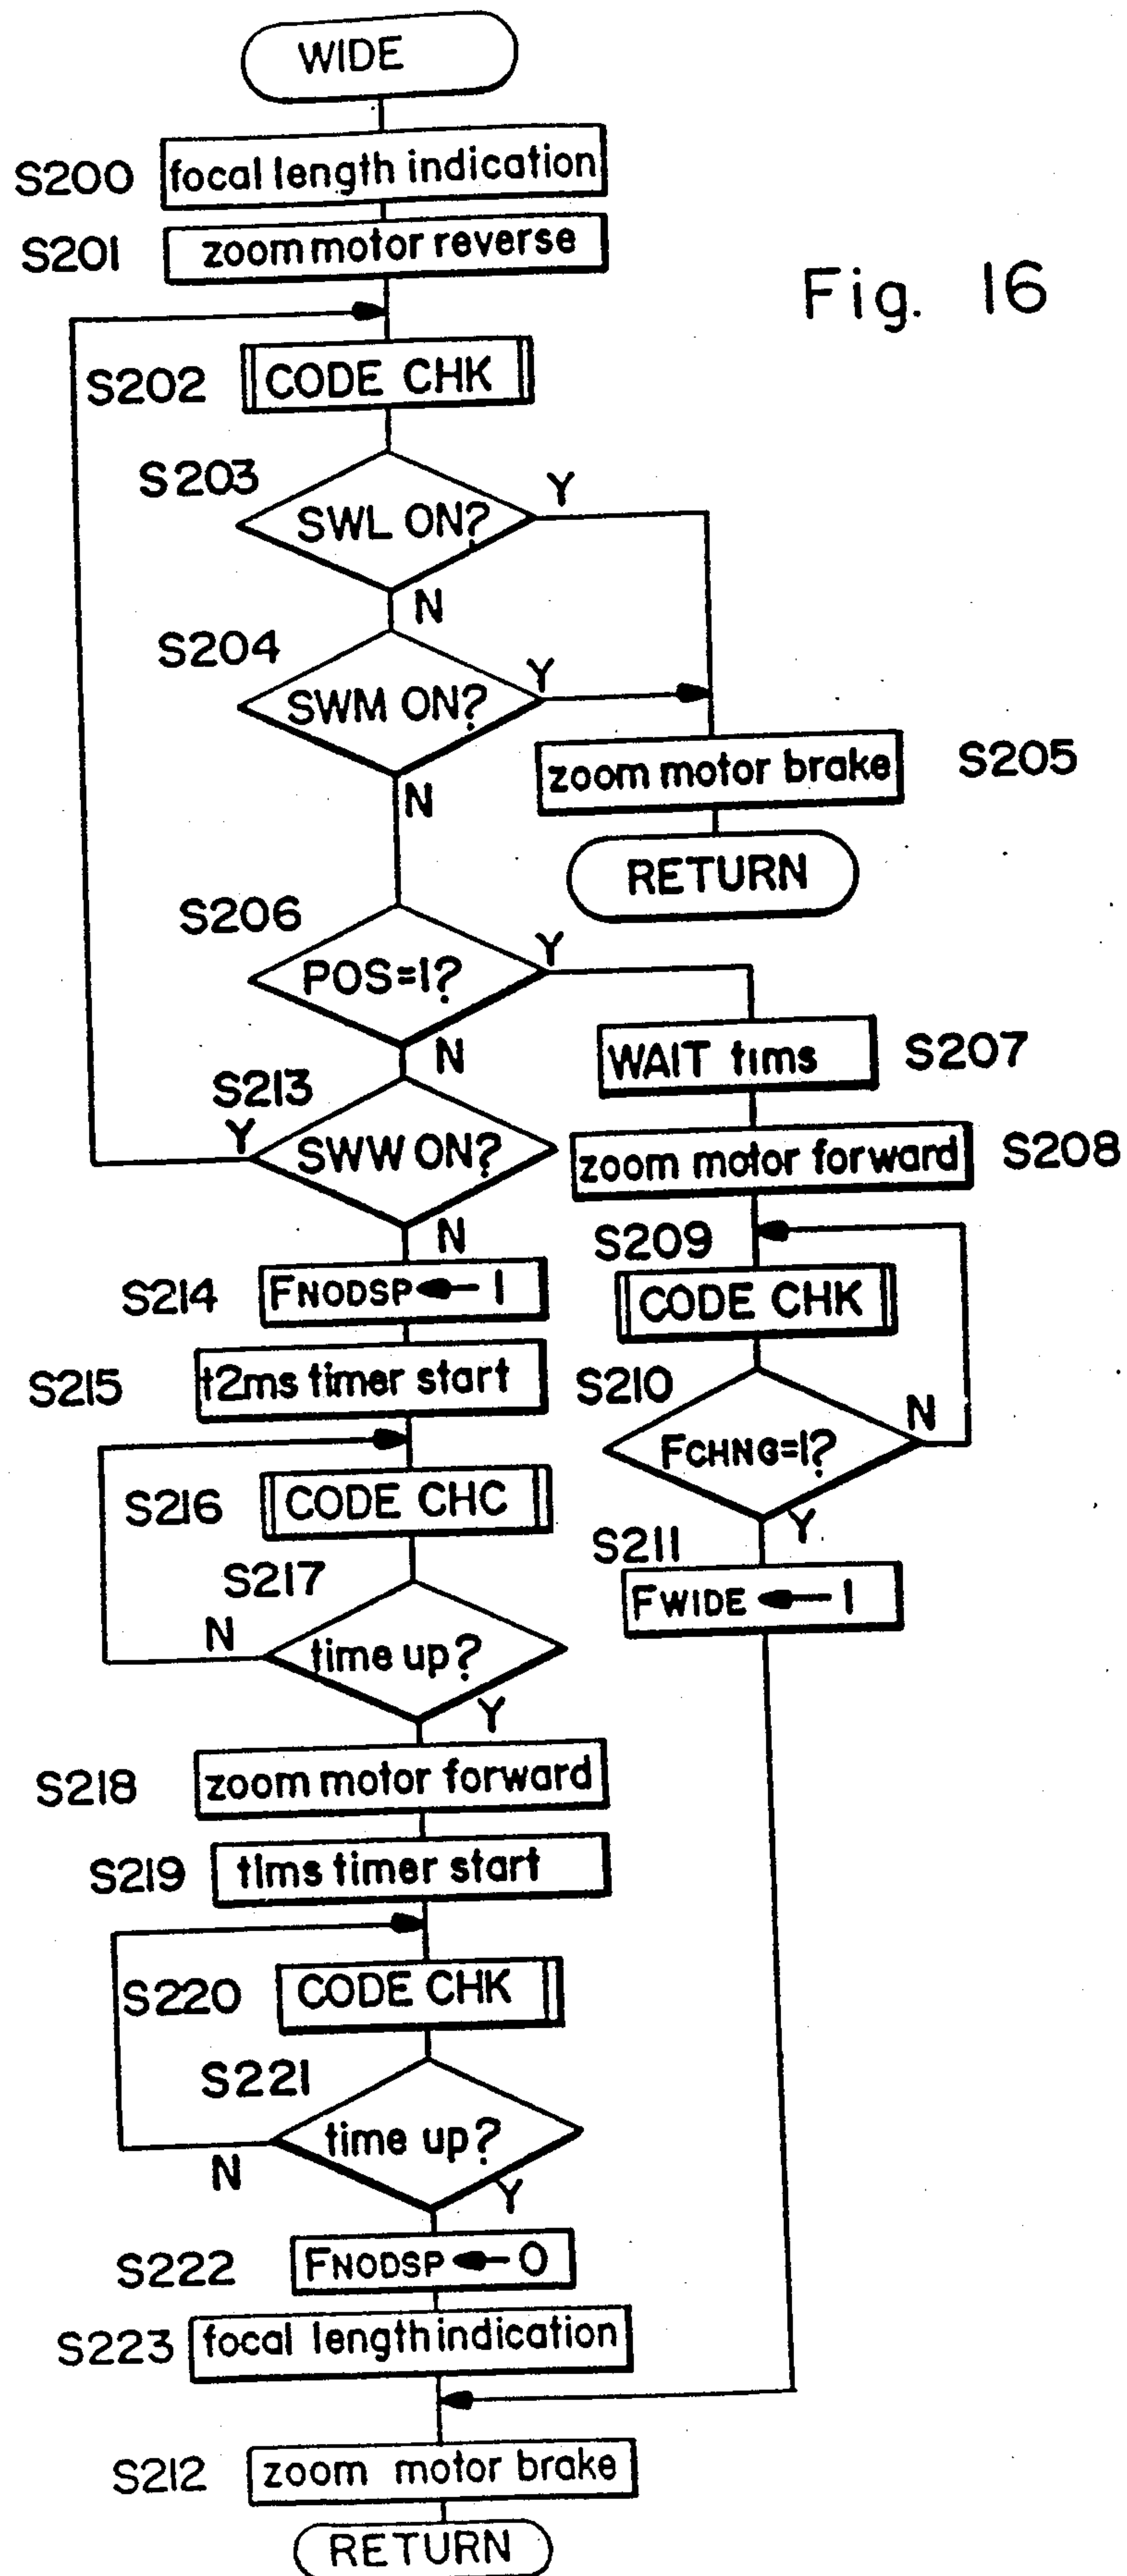 WIDE
S200 focal length indication
S201 zoom motor reverse
Fig. 16
S202 CODE CHK
S203 SWL ON? Y
N
S204 SWM ON? Y
N
zoom motor brake S205
RETURN
S206 POS=1? Y
N
WAIT t1ms S207
S213 SWW ON? Y
N
zoom motor forward S208
S209 CODE CHK
S214 FNODSP ← 1
S215 t2ms timer start
S210 FCHNG=1? N
Y
S216 CODE CHC
S211 FWIDE ← 1
S217 time up? N
Y
S218 zoom motor forward
S219 t1ms timer start
S220 CODE CHK
S221 time up?
N
Y
S222 FNODSP ← 0
S223 focal length indication
S212 zoom motor brake
RETURN